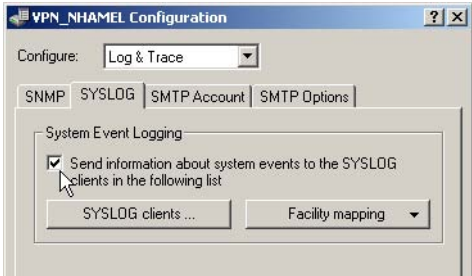 VPN_NHAMEL Configuration
Configure: Log & Trace
SNMP SYSLOG SMTP Account SMTP Options
System Event Logging
Send information about system events to the SYSLOG
clients in the following list
SYSLOG clients ... Facility mapping